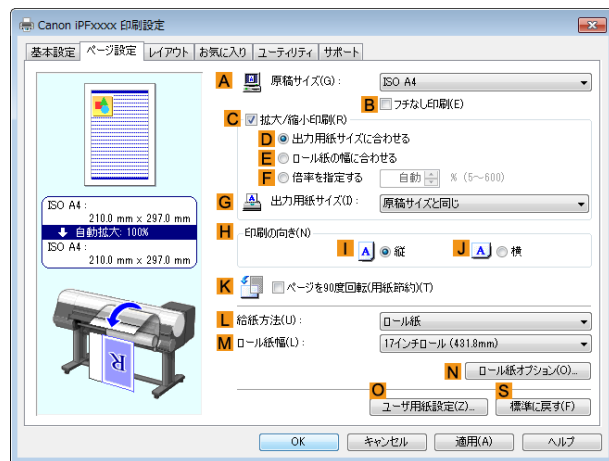 Canon iPFxxxx 印刷設定
基本設定 ページ設定 レイアウト お気に入り ユーティリティ サポート
A 原稿サイズ(G): ISO A4
B フチなし印刷(E)
C 拡大/縮小印刷(R)
D 出力用紙サイズに合わせる
E ロール紙の幅に合わせる
F 倍率を指定する 自動 % (5～600)
G 出力用紙サイズ(I): 原稿サイズと同じ
ISO A4:
210.0 mm × 297.0 mm
自動拡大: 100%
ISO A4:
210.0 mm × 297.0 mm
H 印刷の向き(N)
I A 縦 J A 横
K ページを90度回転(用紙節約)(T)
L 給紙方法(U): ロール紙
M ロール紙幅(L): 17インチロール (431.8mm)
N ロール紙オプション(O)...
O ユーザ用紙設定(Z)... S 標準に戻す(F)
R
OK キャンセル 適用(A) ヘルプ